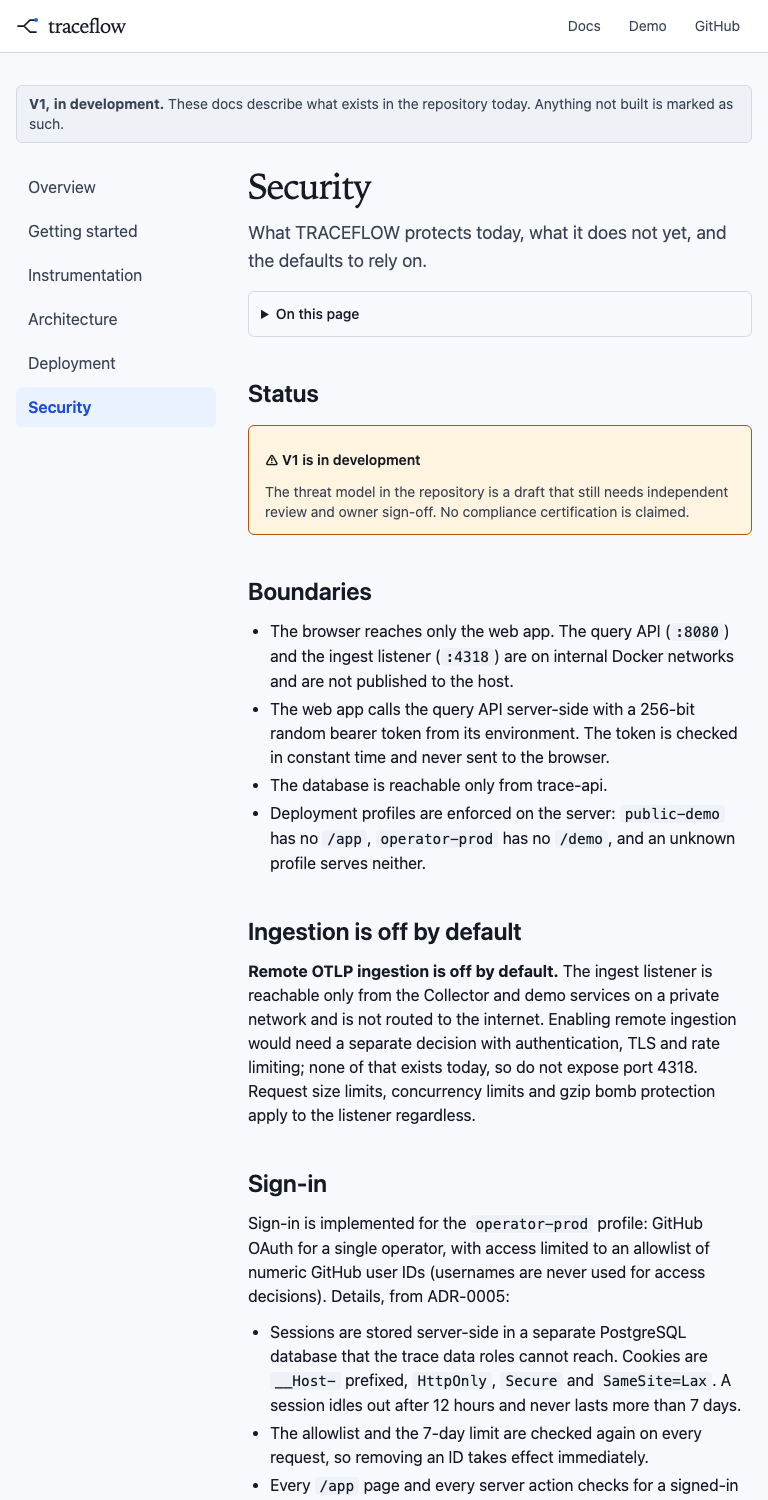 traceflow
Docs
Demo
GitHub
V1, in development. These docs describe what exists in the repository today. Anything not built is marked as
such.
Overview
Getting started
Instrumentation
Architecture
Deployment
Security
Security
What TRACEFLOW protects today, what it does not yet, and
the defaults to rely on.
On this page
Status
V1 is in development
The threat model in the repository is a draft that still needs independent
review and owner sign-off. No compliance certification is claimed.
Boundaries
The browser reaches only the web app. The query API ( :8080 )
and the ingest listener ( :4318 ) are on internal Docker networks
and are not published to the host.
The web app calls the query API server-side with a 256-bit
random bearer token from its environment. The token is checked
in constant time and never sent to the browser.
The database is reachable only from trace-api.
Deployment profiles are enforced on the server: public-demo
has no /app , operator-prod has no /demo , and an unknown
profile serves neither.
Ingestion is off by default
Remote OTLP ingestion is off by default. The ingest listener is
reachable only from the Collector and demo services on a private
network and is not routed to the internet. Enabling remote ingestion
would need a separate decision with authentication, TLS and rate
limiting; none of that exists today, so do not expose port 4318.
Request size limits, concurrency limits and gzip bomb protection
apply to the listener regardless.
Sign-in
Sign-in is implemented for the operator-prod profile: GitHub
OAuth for a single operator, with access limited to an allowlist of
numeric GitHub user IDs (usernames are never used for access
decisions). Details, from ADR-0005:
Sessions are stored server-side in a separate PostgreSQL
database that the trace data roles cannot reach. Cookies are
__Host- prefixed, HttpOnly , Secure and SameSite=Lax . A
session idles out after 12 hours and never lasts more than 7 days.
The allowlist and the 7-day limit are checked again on every
request, so removing an ID takes effect immediately.
Every /app page and every server action checks for a signed-in